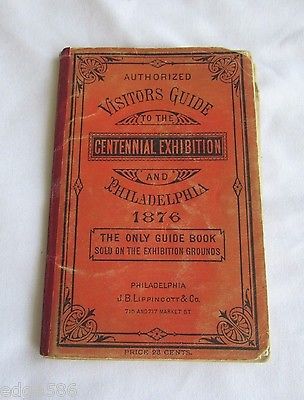 AUTHORIZED
VISITORS GUIDE
TO THE
CENTENNIAL EXHIBITION
AND
PHILADELPHIA
1876
THE ONLY GUIDE BOOK
SOLD ON THE EXHIBITION GROUNDS
PHILADELPHIA
J.B. LIPPINCOTT & CO.
715 AND 717 MARKET ST.
PRICE 25 CENTS.
edge586